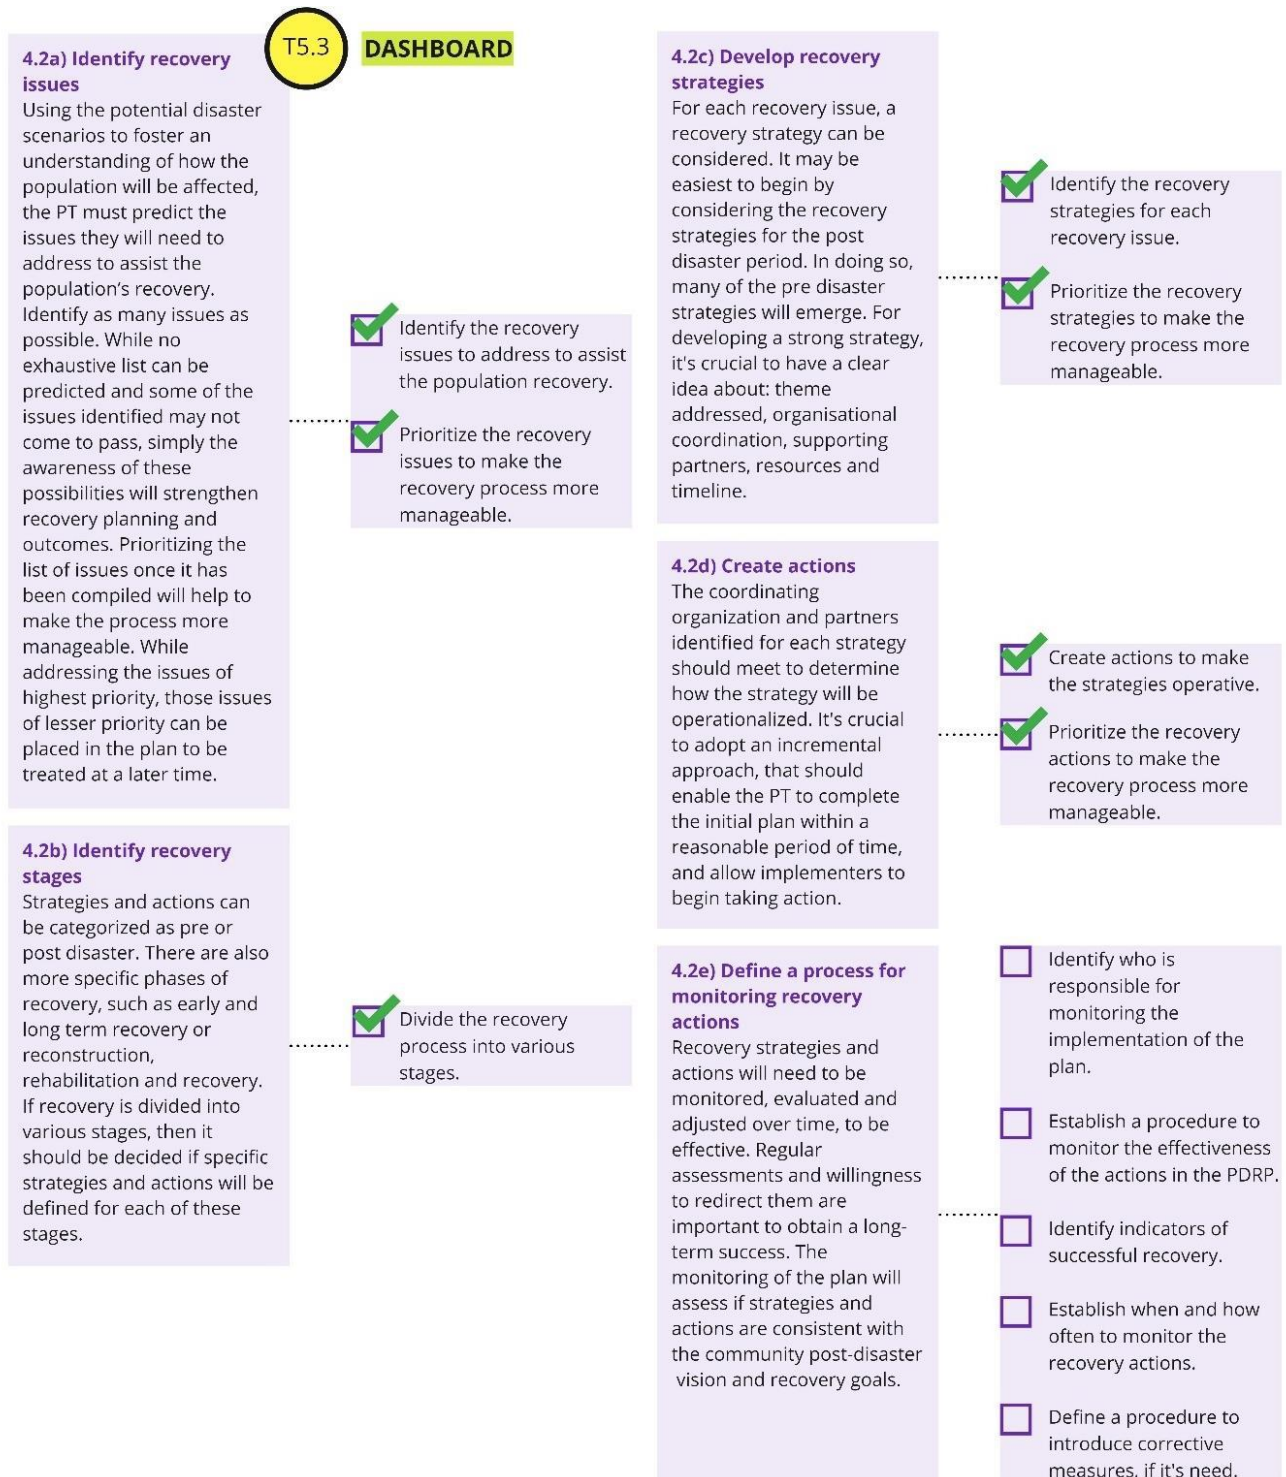 T5.3
DASHBOARD
4.2a) Identify recovery
issues
Using the potential disaster
scenarios to foster an
understanding of how the
population will be affected,
the PT must predict the
issues they will need to
address to assist the
population's recovery.
Identify as many issues as
possible. While no
exhaustive list can be
predicted and some of the
issues identified may not
come to pass, simply the
awareness of these
possibilities will strengthen
recovery planning and
outcomes. Prioritizing the
list of issues once it has
been compiled will help to
make the process more
manageable. While
addressing the issues of
highest priority, those issues
of lesser priority can be
placed in the plan to be
treated at a later time.
Identify the recovery
issues to address to assist
the population recovery.
Prioritize the recovery
issues to make the
recovery process more
manageable.
4.2b) Identify recovery
stages
Strategies and actions can
be categorized as pre or
post disaster. There are also
more specific phases of
recovery, such as early and
long term recovery or
reconstruction,
rehabilitation and recovery.
If recovery is divided into
various stages, then it
should be decided if specific
strategies and actions will be
defined for each of these
stages.
Divide the recovery
process into various
stages.
4.2c) Develop recovery
strategies
For each recovery issue, a
recovery strategy can be
considered. It may be
easiest to begin by
considering the recovery
strategies for the post
disaster period. In doing so,
many of the pre disaster
strategies will emerge. For
developing a strong strategy,
it's crucial to have a clear
idea about: theme
addressed, organisational
coordination, supporting
partners, resources and
timeline.
Identify the recovery
strategies for each
recovery issue.
Prioritize the recovery
strategies to make the
recovery process more
manageable.
4.2d) Create actions
The coordinating
organization and partners
identified for each strategy
should meet to determine
how the strategy will be
operationalized. It's crucial
to adopt an incremental
approach, that should
enable the PT to complete
the initial plan within a
reasonable period of time,
and allow implementers to
begin taking action.
Create actions to make
the strategies operative.
Prioritize the recovery
actions to make the
recovery process more
manageable.
4.2e) Define a process for
monitoring recovery
actions
Recovery strategies and
actions will need to be
monitored, evaluated and
adjusted over time, to be
effective. Regular
assessments and willingness
to redirect them are
important to obtain a long-
term success. The
monitoring of the plan will
assess if strategies and
actions are consistent with
the community post-disaster
vision and recovery goals.
Identify who is
responsible for
monitoring the
implementation of the
plan.
Establish a procedure to
monitor the effectiveness
of the actions in the PDRP.
Identify indicators of
successful recovery.
Establish when and how
often to monitor the
recovery actions.
Define a procedure to
introduce corrective
measures, if it's need.